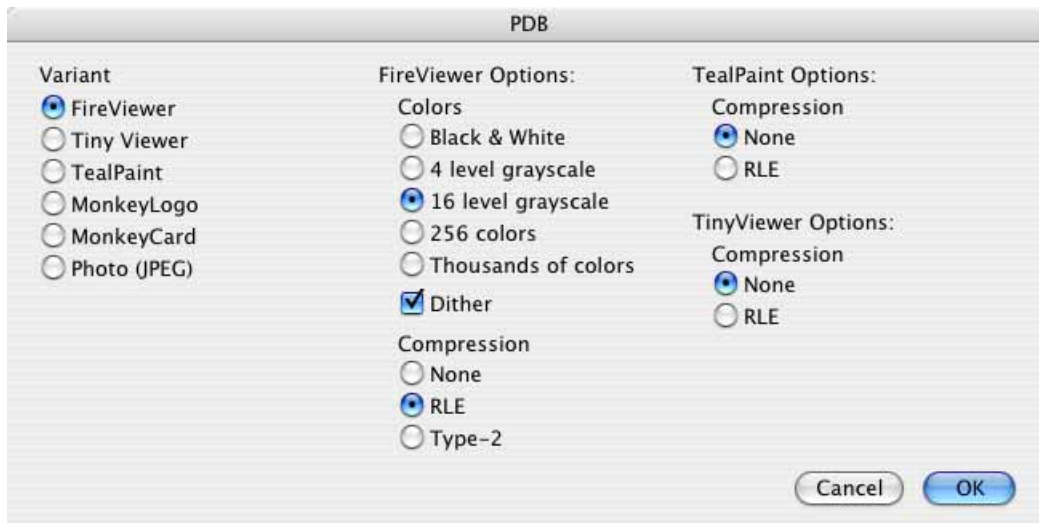 PDB
Variant
FireViewer
Tiny Viewer
TealPaint
MonkeyLogo
MonkeyCard
Photo (JPEG)
FireViewer Options:
Colors
Black & White
4 level grayscale
16 level grayscale
256 colors
Thousands of colors
Dither
Compression
None
RLE
Type-2
TealPaint Options:
Compression
None
RLE
TinyViewer Options:
Compression
None
RLE
Cancel
OK